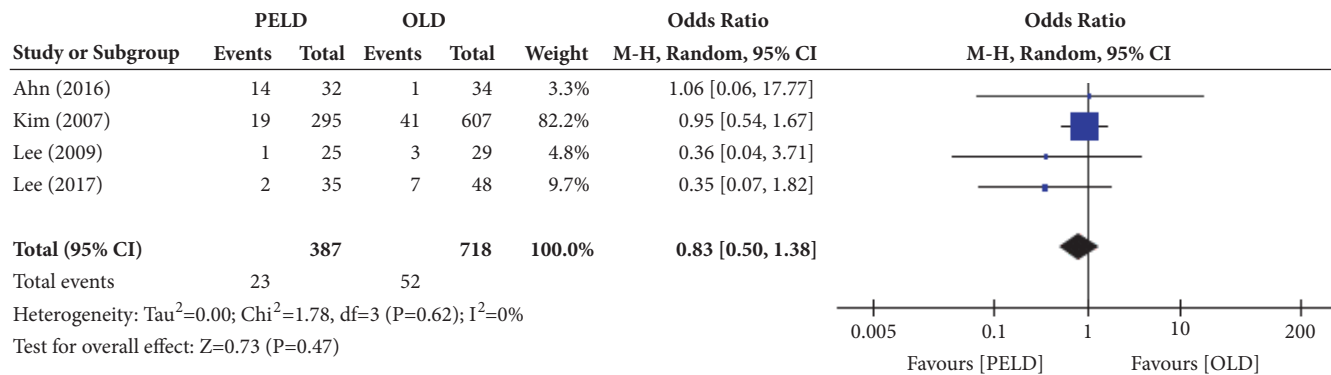 PELD OLD Odds Ratio Odds Ratio
Study or Subgroup Events Total Events Total Weight M-H, Random, 95% CI M-H, Random, 95% CI
Ahn (2016) 14 32 1 34 3.3% 1.06 [0.06, 17.77]
Kim (2007) 19 295 41 607 82.2% 0.95 [0.54, 1.67]
Lee (2009) 1 25 3 29 4.8% 0.36 [0.04, 3.71]
Lee (2017) 2 35 7 48 9.7% 0.35 [0.07, 1.82]
Total (95% CI) 387 718 100.0% 0.83 [0.50, 1.38]
Total events 23 52
Heterogeneity: Tau²=0.00; Chi²=1.78, df=3 (P=0.62); I²=0%
Test for overall effect: Z=0.73 (P=0.47)
0.005 0.1 1 10 200
Favours [PELD] Favours [OLD]